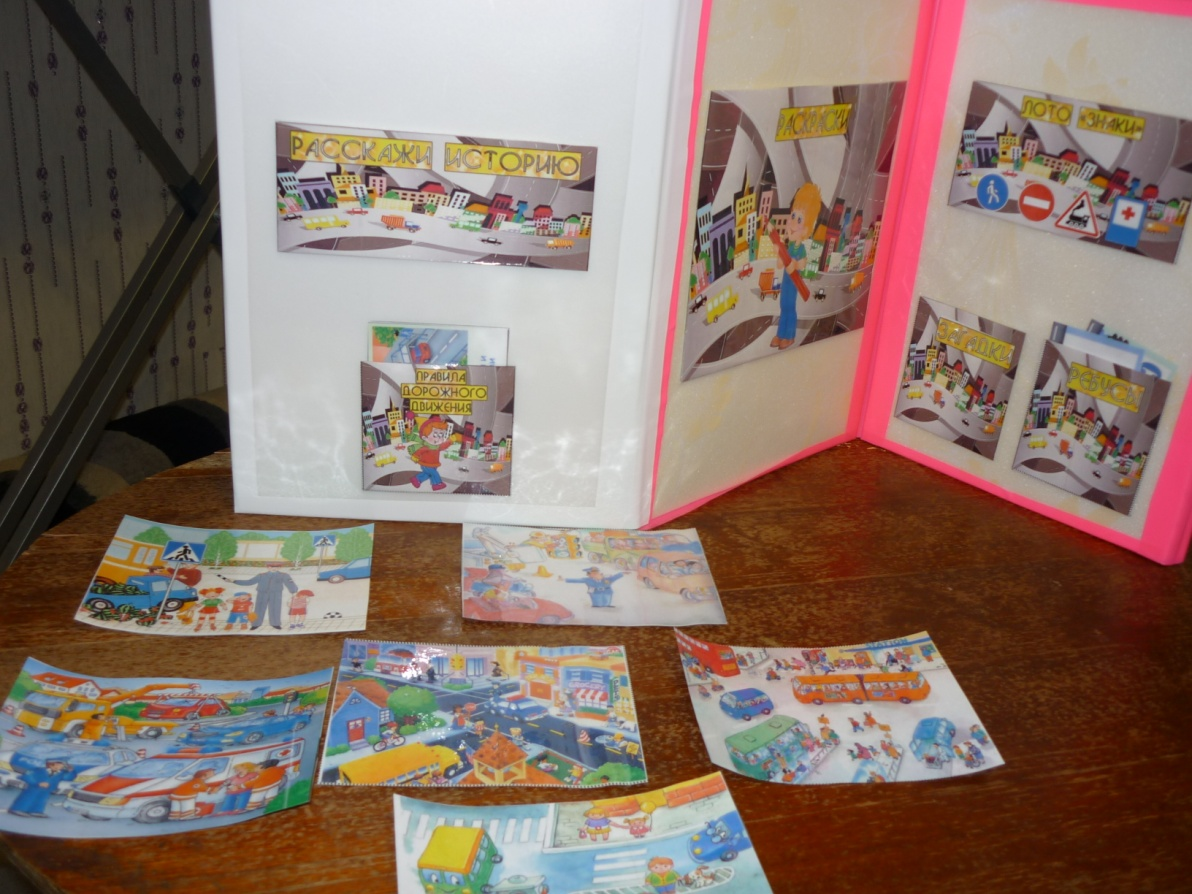 РАССКАЖИ ИСТОРИЮ
ПРАВИЛА
ДОРОЖНОГО
ДВИЖЕНИЯ
РАСКРАСКИ
ЛОТО «ЗНАКИ»
ЗАГАДКИ
РЕБУСЫ